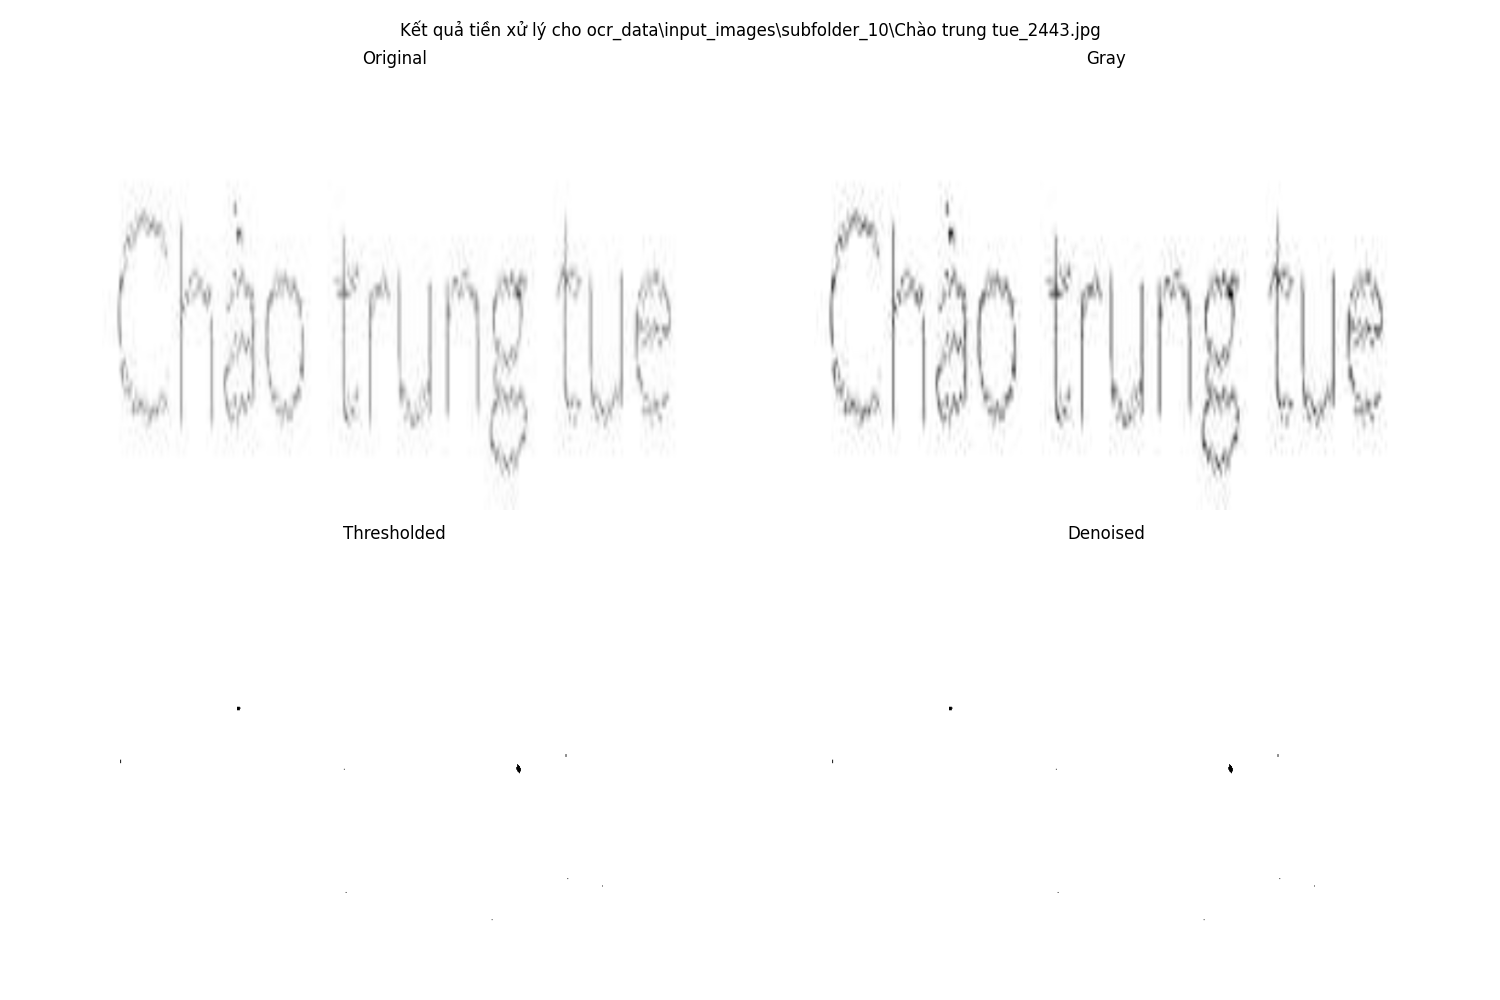 Kết quả tiền xử lý cho ocr_data\input_images\subfolder_10\Chào trung tue_2443.jpg
Original
Gray
Chào trung tue
Chào trung tue
Thresholded
Denoised